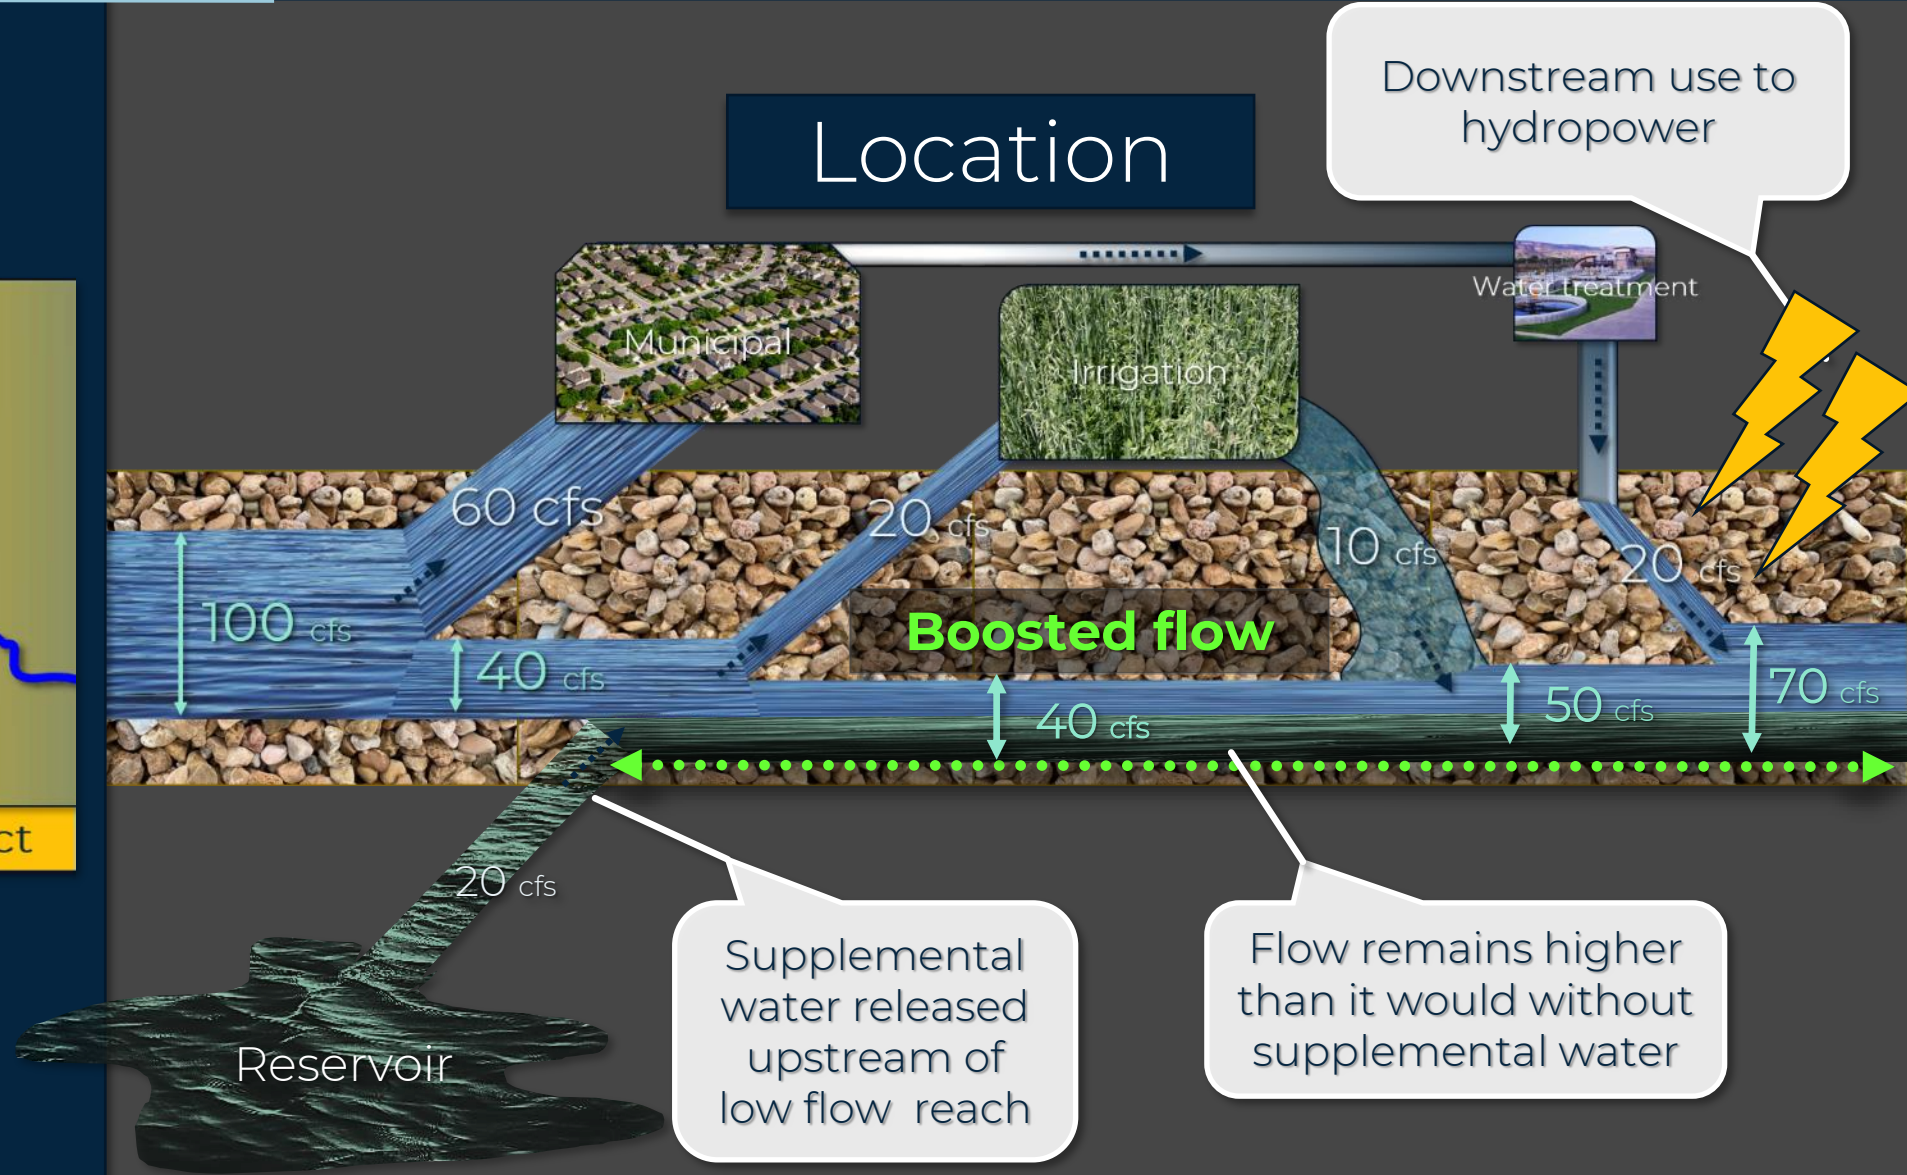 Downstream use to
hydropower
Location
Municipal
Irrigation
Water treatment
60 cfs
20 cfs
10 cfs
20 cfs
100 cfs
40 cfs
Boosted flow
40 cfs
50 cfs
70 cfs
ct
20 cfs
Reservoir
Supplemental
water released
upstream of
low flow reach
Flow remains higher
than it would without
supplemental water